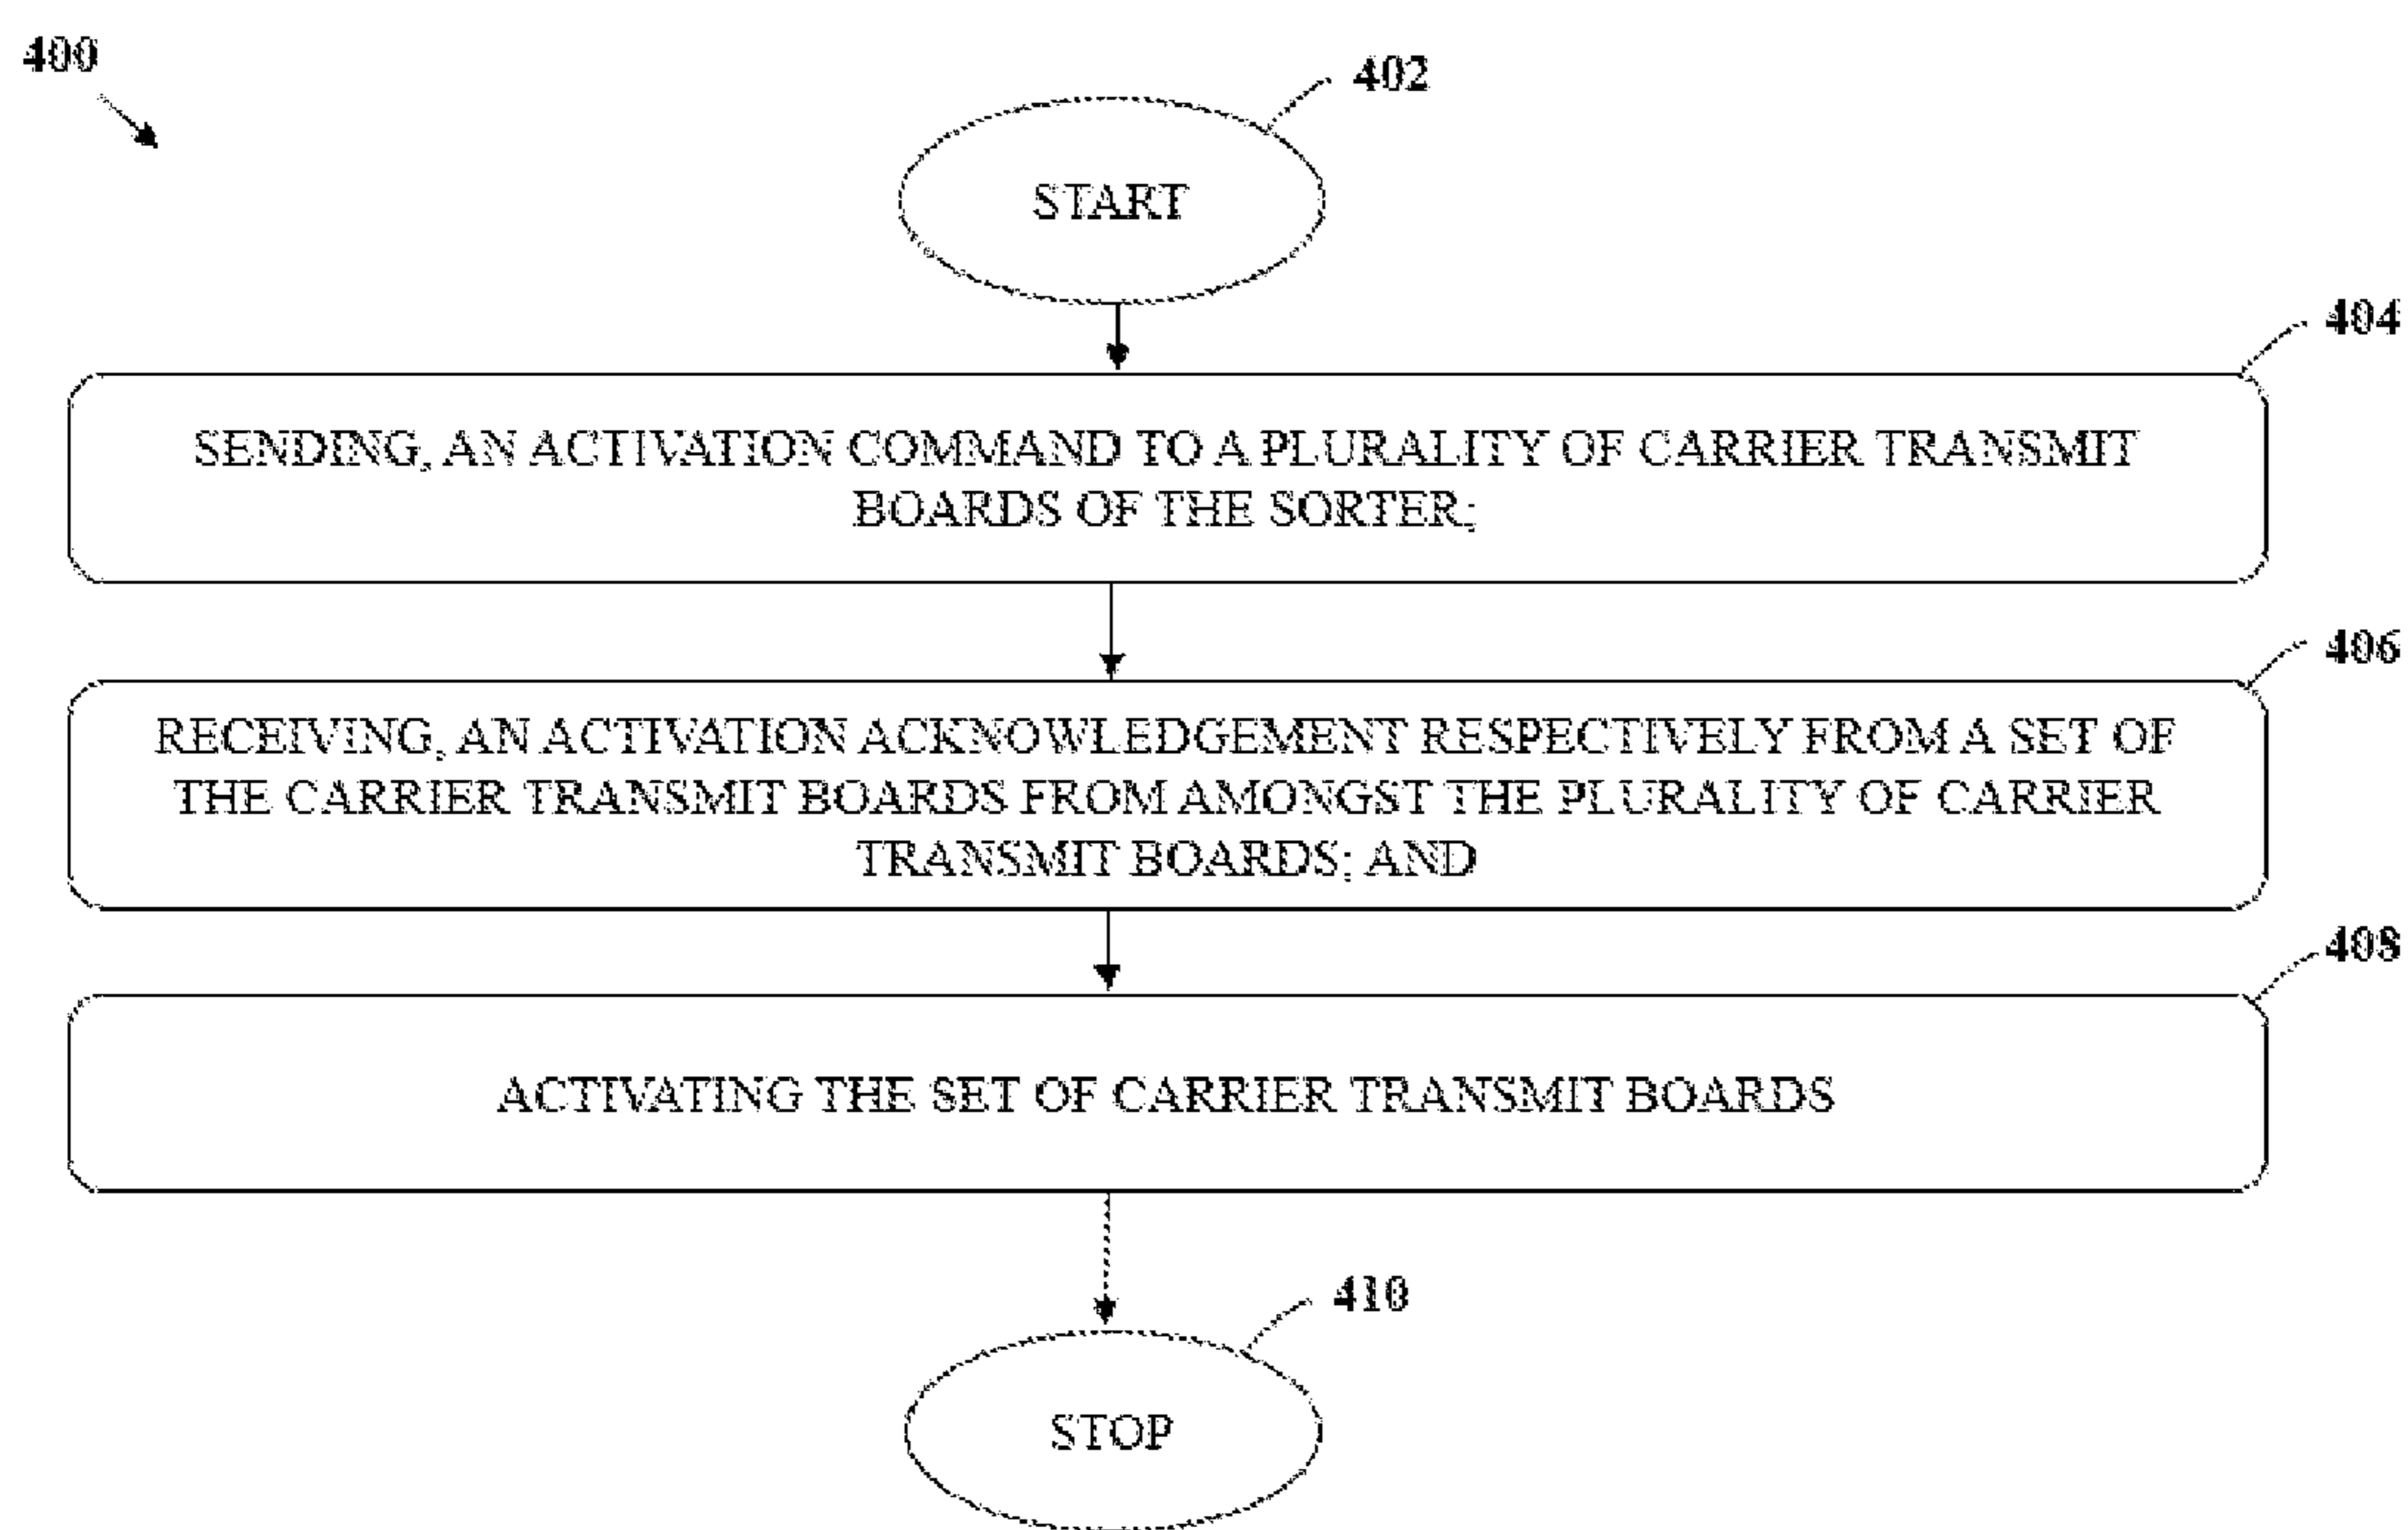 400
402
START
404
SENDING, AN ACTIVATION COMMAND TO A PLURALITY OF CARRIER TRANSMIT
BOARDS OF THE SORTER;
406
RECEIVING, AN ACTIVATION ACKNOWLEDGEMENT RESPECTIVELY FROM A SET OF
THE CARRIER TRANSMIT BOARDS FROM AMONGST THE PLURALITY OF CARRIER
TRANSMIT BOARDS; AND
408
ACTIVATING THE SET OF CARRIER TRANSMIT BOARDS
410
STOP